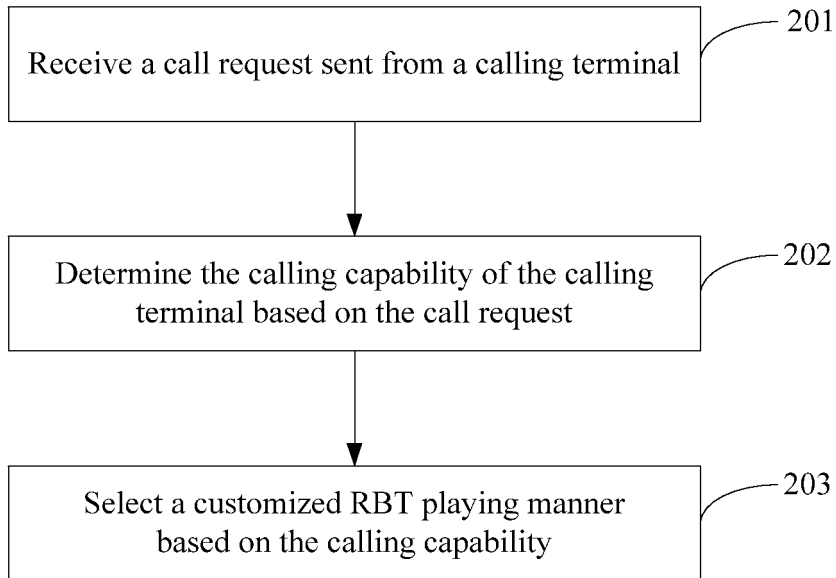 201
Receive a call request sent from a calling terminal
202
Determine the calling capability of the calling
terminal based on the call request
203
Select a customized RBT playing manner
based on the calling capability